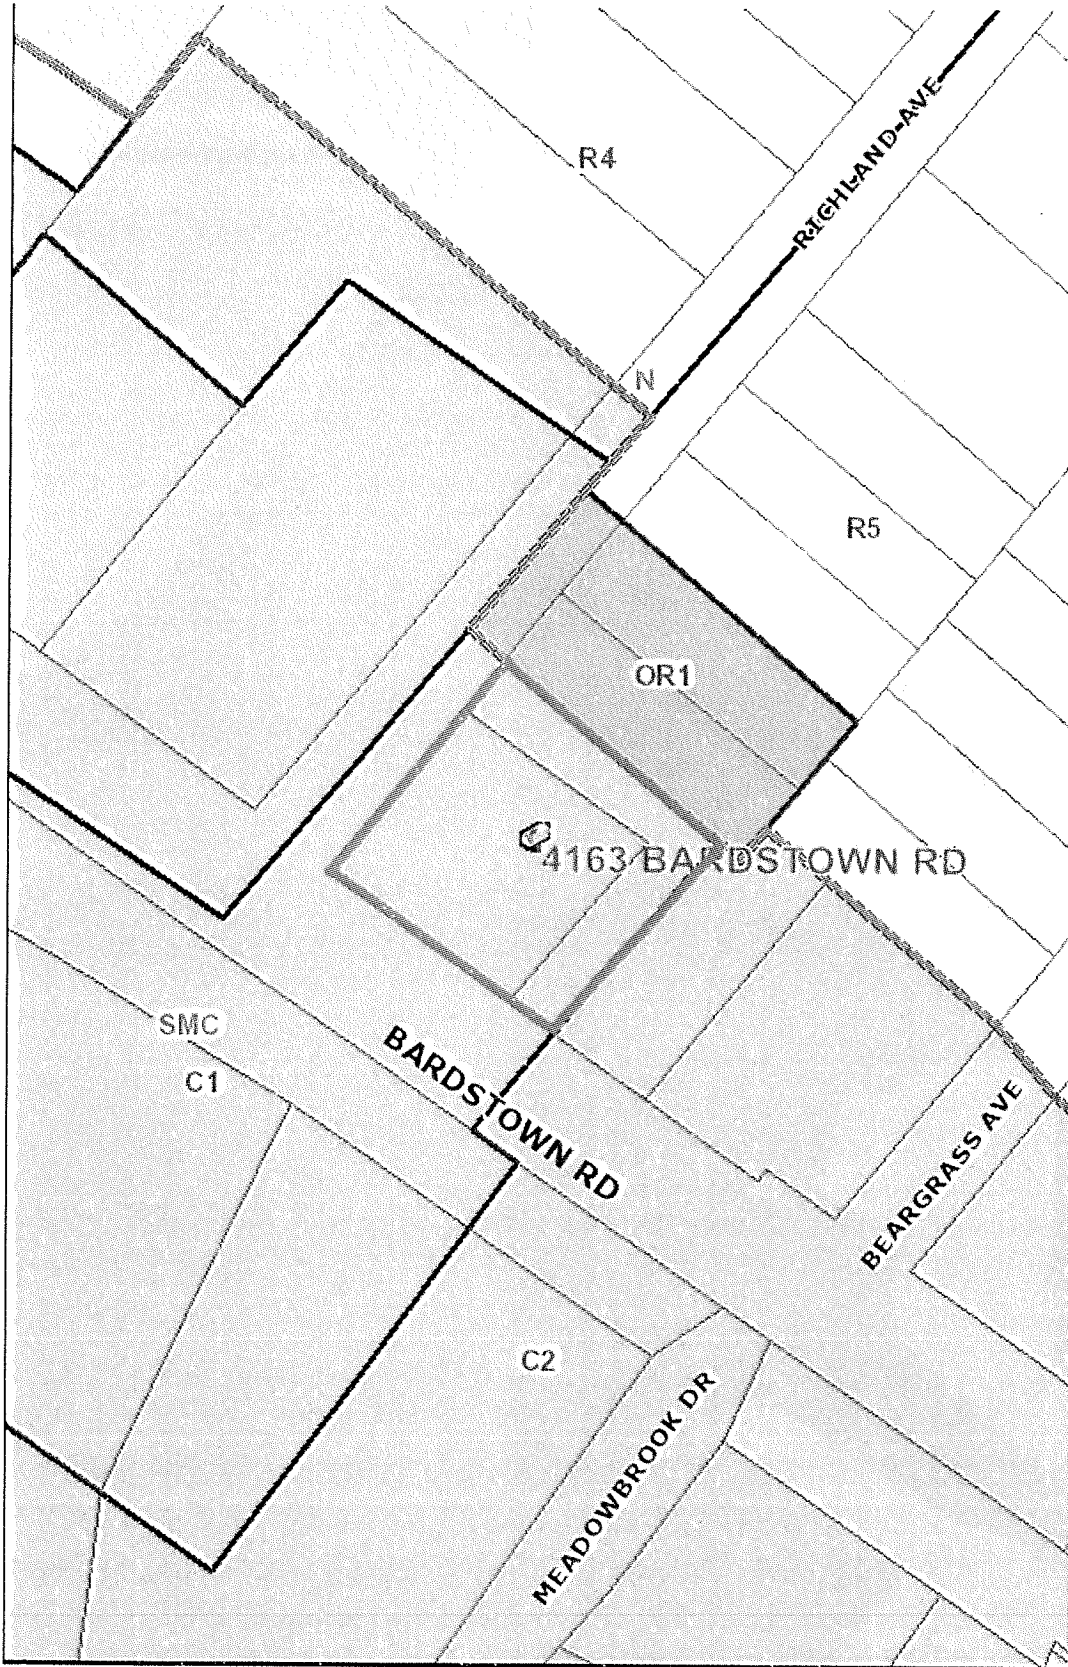 R4
RICHLAND AVE
N
R5
OR1
4163 BARDSTOWN RD
SMC
C1
BARDSTOWN RD
BEARGRASS AVE
C2
MEADOWBROOK DR